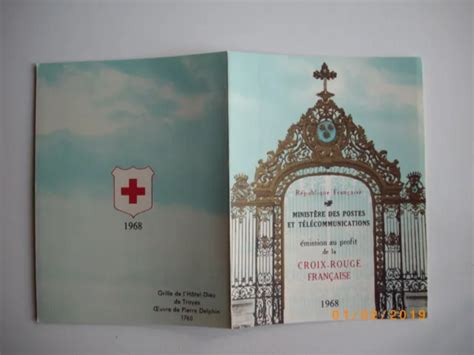 1968
Grille de l'Hôtel Dieu
de Troyes
Œuvre de Pierre Delphin
1760
République Française
MINISTÈRE DES POSTES
ET TÉLÉCOMMUNICATIONS
émission au profit
de la
CROIX-ROUGE
FRANÇAISE
1968
01/02/2019